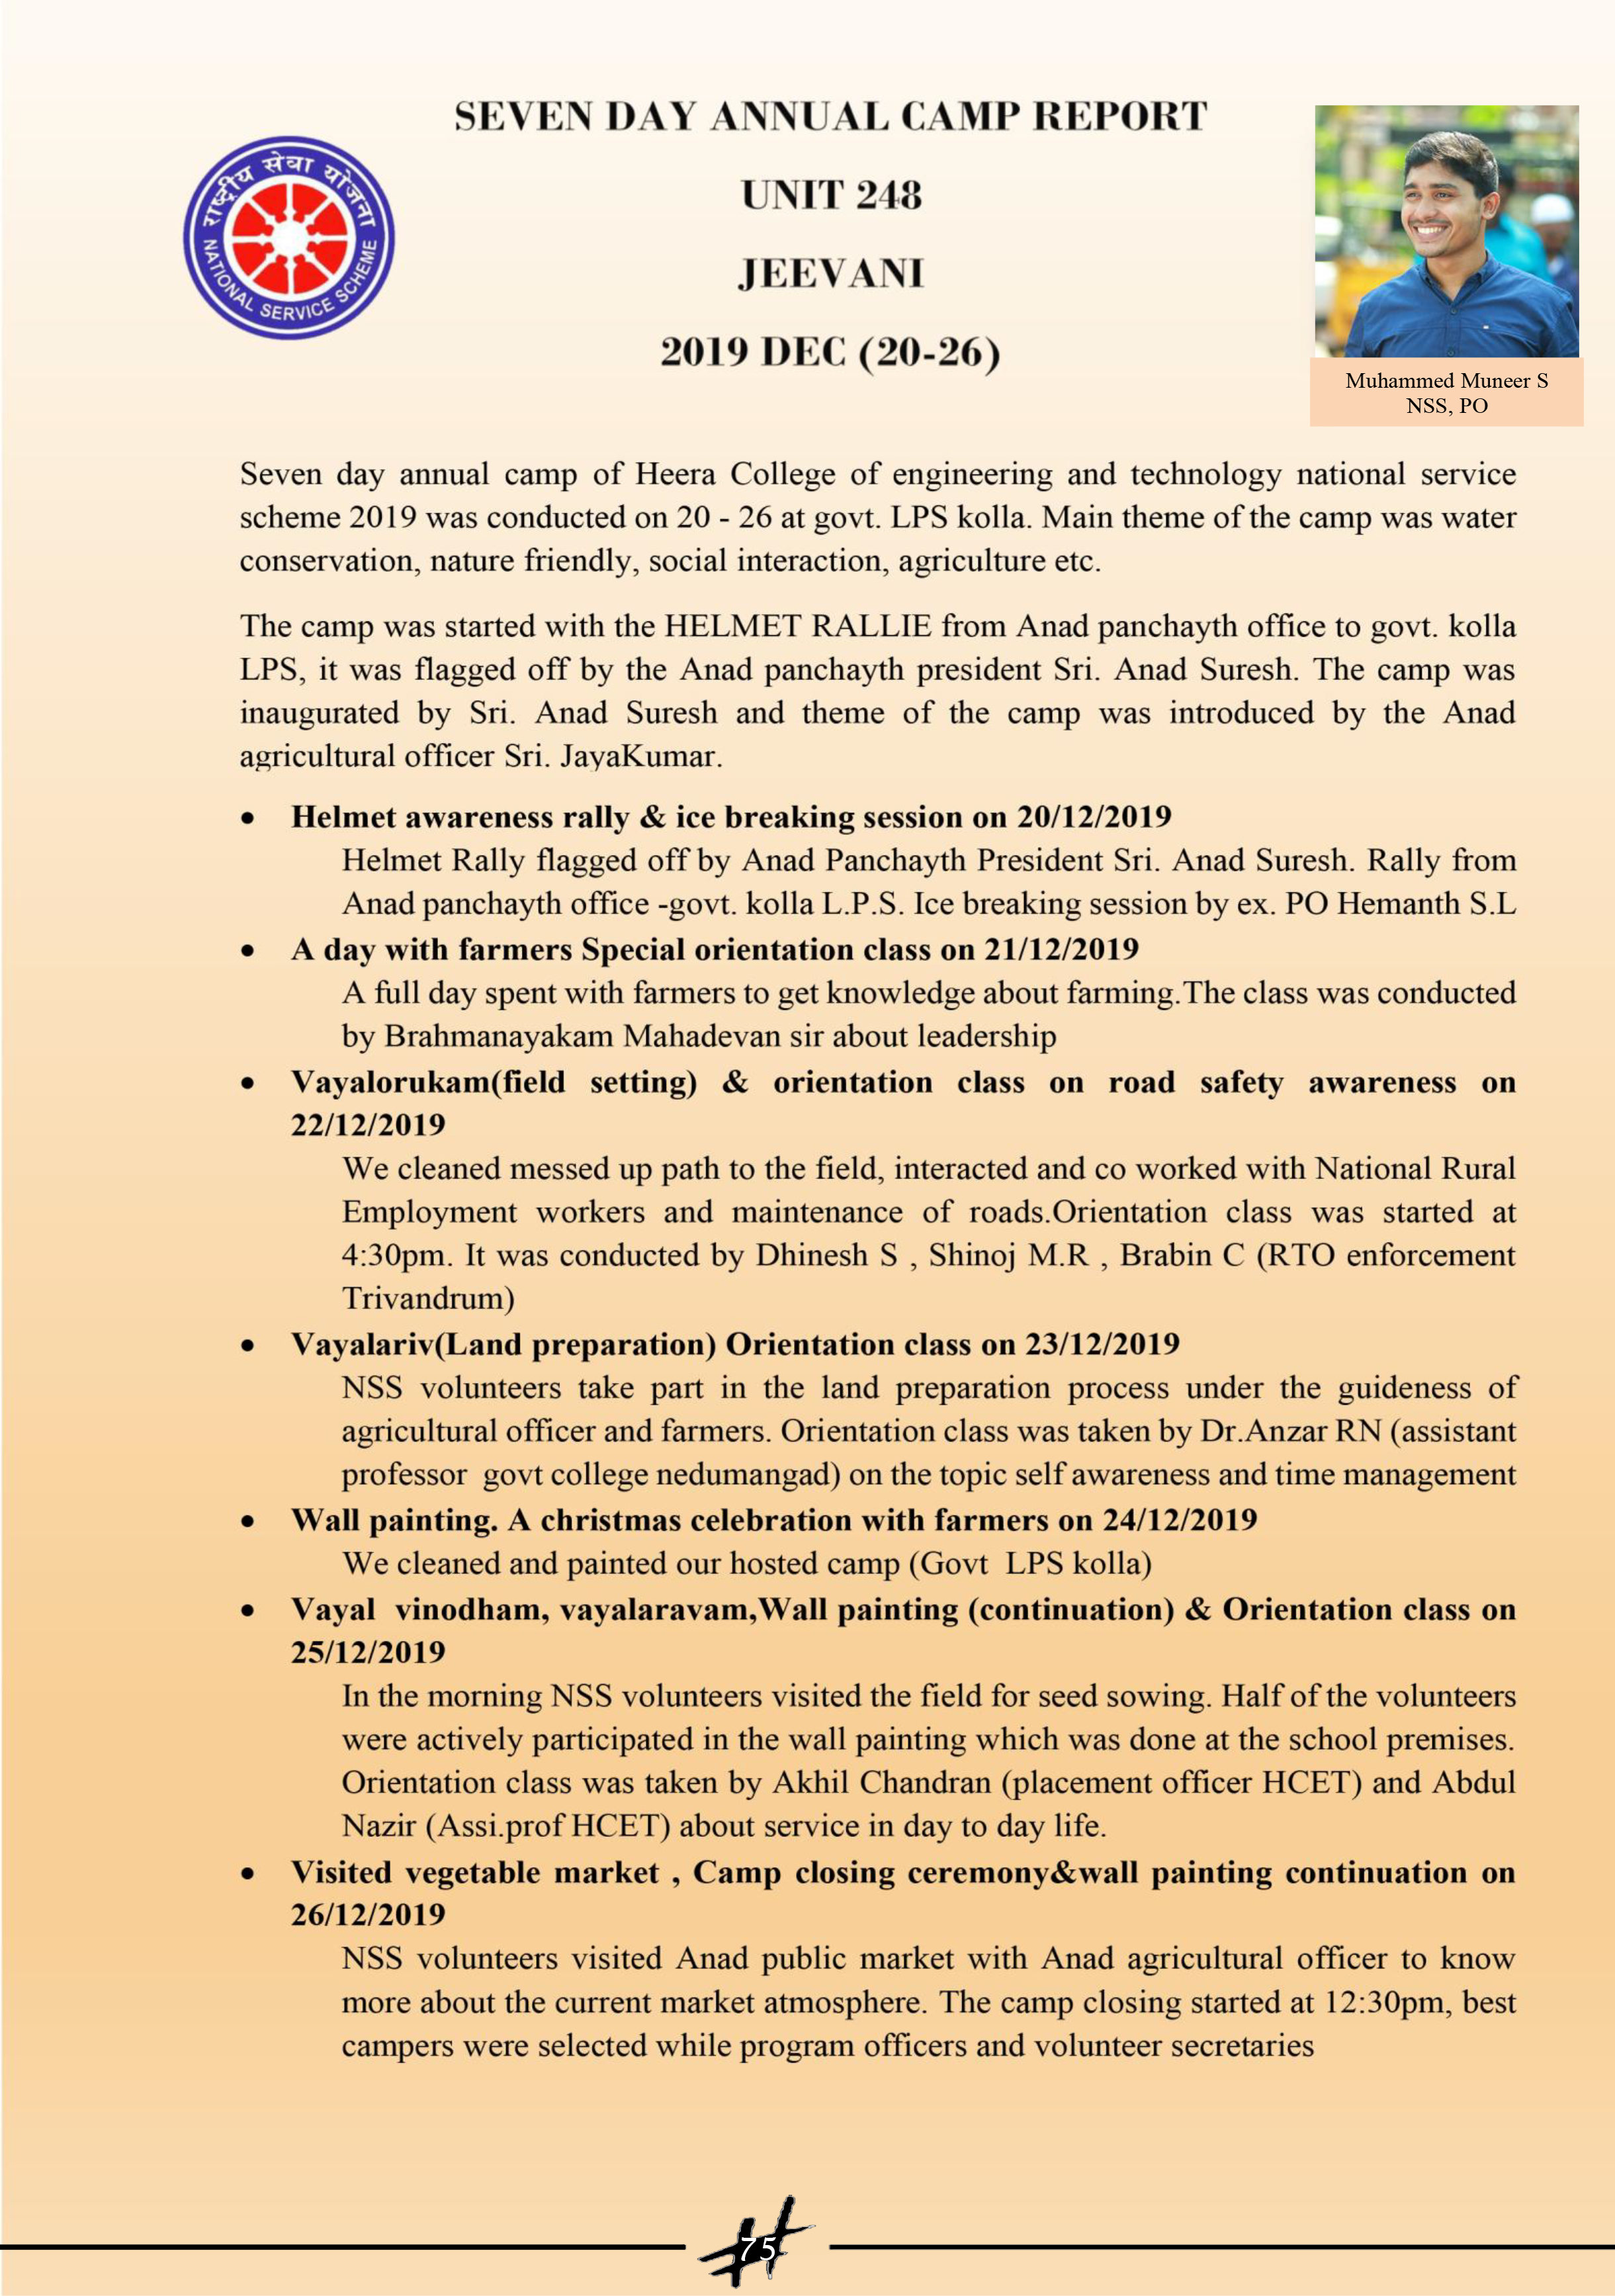 SEVEN DAY ANNUAL CAMP REPORT
UNIT 248
JEEVANI
2019 DEC (20-26)
राष्ट्रीय सेवा योजना
NATIONAL SERVICE SCHEME
Muhammed Muneer S
NSS, PO
Seven day annual camp of Heera College of engineering and technology national service
scheme 2019 was conducted on 20 - 26 at govt. LPS kolla. Main theme of the camp was water
conservation, nature friendly, social interaction, agriculture etc.
The camp was started with the HELMET RALLIE from Anad panchayth office to govt. kolla
LPS, it was flagged off by the Anad panchayth president Sri. Anad Suresh. The camp was
inaugurated by Sri. Anad Suresh and theme of the camp was introduced by the Anad
agricultural officer Sri. JayaKumar.
• Helmet awareness rally & ice breaking session on 20/12/2019
Helmet Rally flagged off by Anad Panchayth President Sri. Anad Suresh. Rally from
Anad panchayth office -govt. kolla L.P.S. Ice breaking session by ex. PO Hemanth S.L
• A day with farmers Special orientation class on 21/12/2019
A full day spent with farmers to get knowledge about farming.The class was conducted
by Brahmanayakam Mahadevan sir about leadership
• Vayalorukam(field setting) & orientation class on road safety awareness on
22/12/2019
We cleaned messed up path to the field, interacted and co worked with National Rural
Employment workers and maintenance of roads.Orientation class was started at
4:30pm. It was conducted by Dhinesh S , Shinoj M.R , Brabin C (RTO enforcement
Trivandrum)
• Vayalariv(Land preparation) Orientation class on 23/12/2019
NSS volunteers take part in the land preparation process under the guideness of
agricultural officer and farmers. Orientation class was taken by Dr.Anzar RN (assistant
professor govt college nedumangad) on the topic self awareness and time management
• Wall painting. A christmas celebration with farmers on 24/12/2019
We cleaned and painted our hosted camp (Govt LPS kolla)
• Vayal vinodham, vayalaravam,Wall painting (continuation) & Orientation class on
25/12/2019
In the morning NSS volunteers visited the field for seed sowing. Half of the volunteers
were actively participated in the wall painting which was done at the school premises.
Orientation class was taken by Akhil Chandran (placement officer HCET) and Abdul
Nazir (Assi.prof HCET) about service in day to day life.
• Visited vegetable market , Camp closing ceremony&wall painting continuation on
26/12/2019
NSS volunteers visited Anad public market with Anad agricultural officer to know
more about the current market atmosphere. The camp closing started at 12:30pm, best
campers were selected while program officers and volunteer secretaries
75